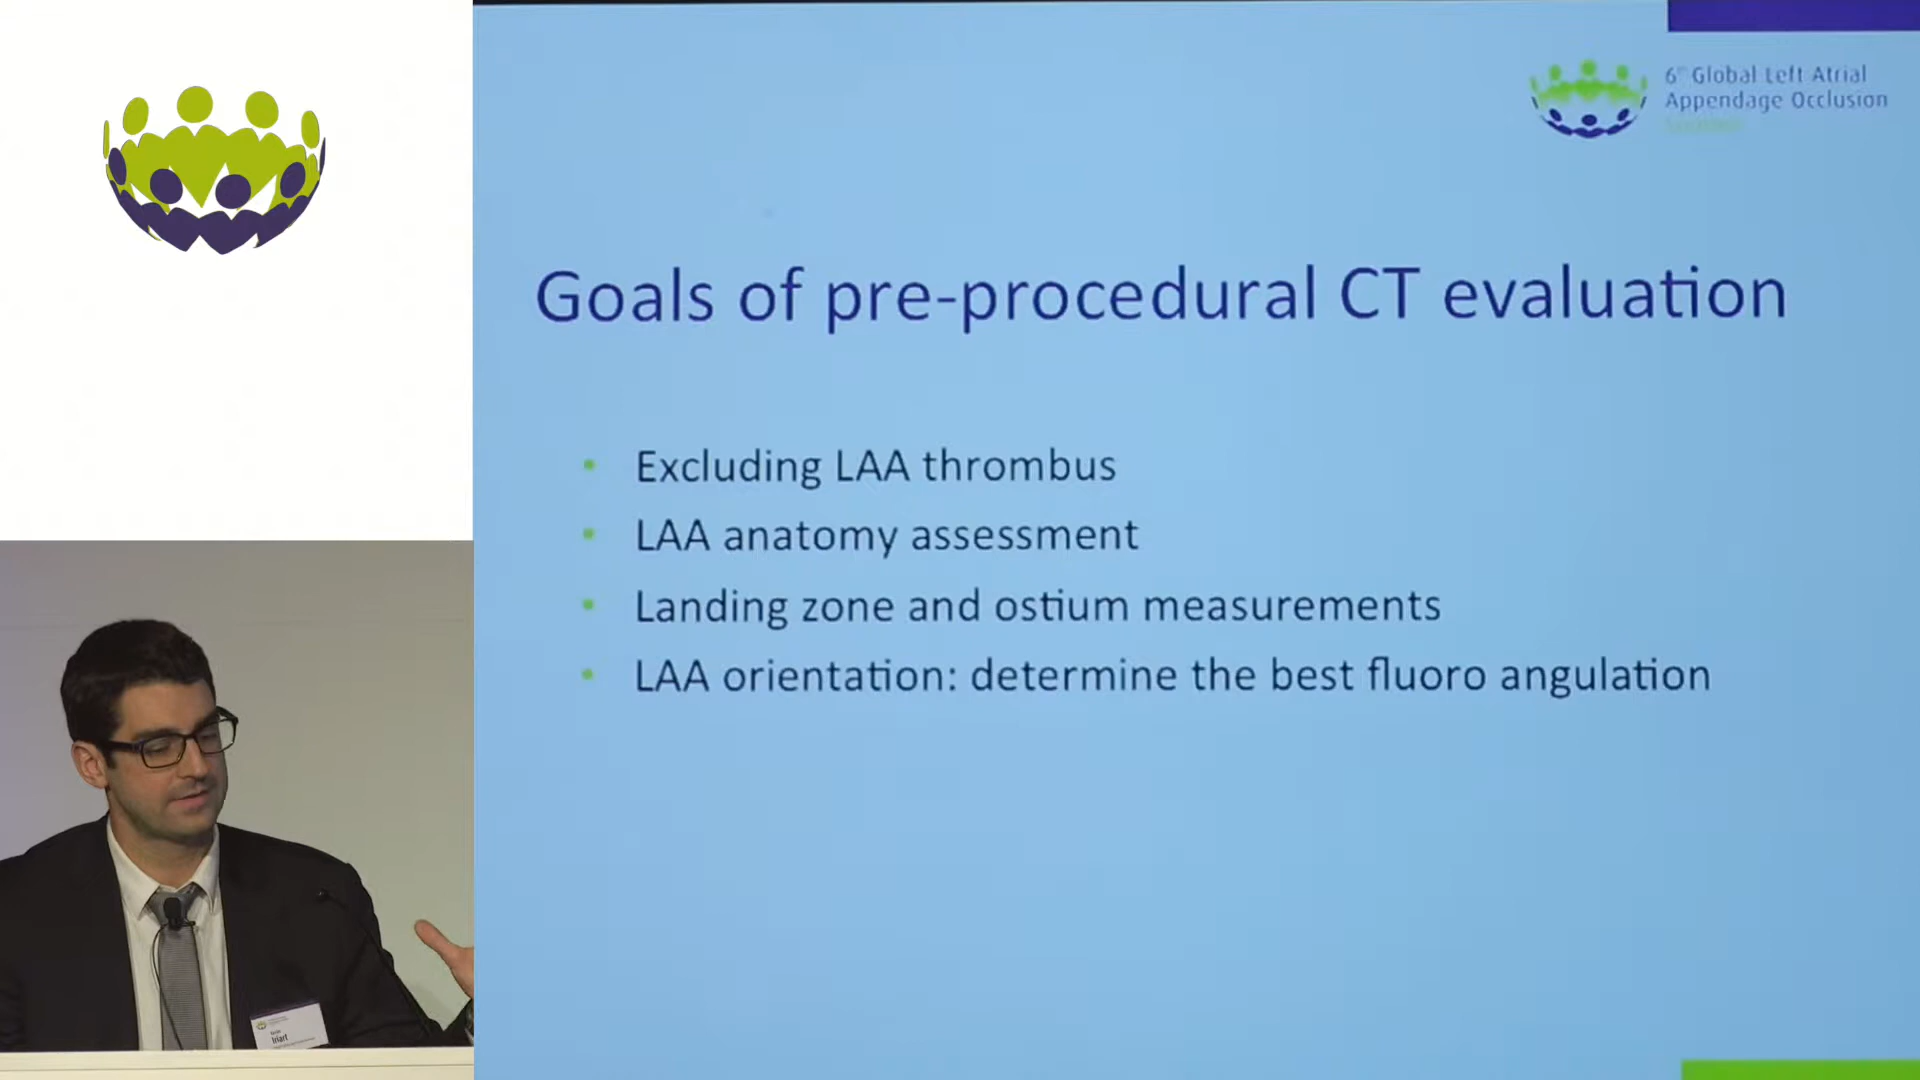 6th Global Left Atrial
Appendage Occlusion
Goals of pre-procedural CT evaluation
• Excluding LAA thrombus
• LAA anatomy assessment
• Landing zone and ostium measurements
• LAA orientation: determine the best fluoro angulation
Iriart